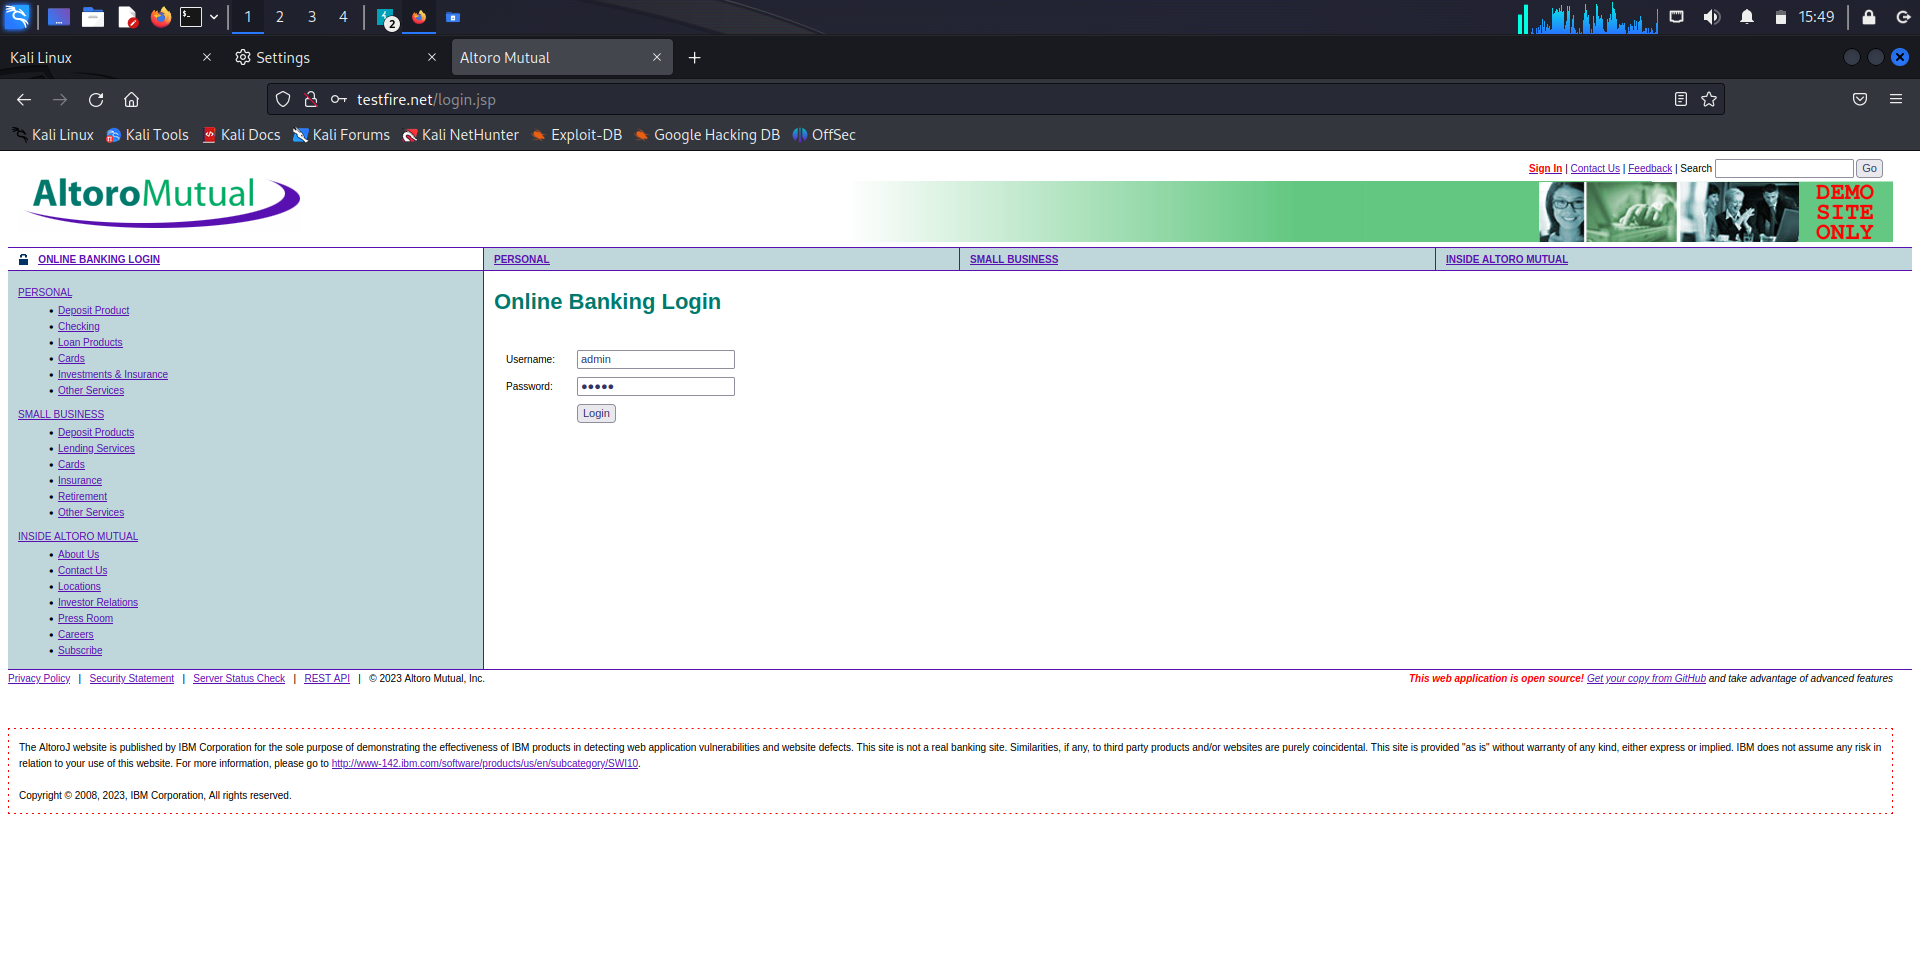 1 2 3 4 2 15:49
Kali Linux Settings Altoro Mutual
testfire.net/login.jsp
Kali Linux Kali Tools Kali Docs Kali Forums Kali NetHunter Exploit-DB Google Hacking DB OffSec
Sign In | Contact Us | Feedback | Search Go
AltoroMutual
DEMO
SITE
ONLY
ONLINE BANKING LOGIN PERSONAL SMALL BUSINESS INSIDE ALTORO MUTUAL
PERSONAL
Deposit Product
Checking
Loan Products
Cards
Investments & Insurance
Other Services
SMALL BUSINESS
Deposit Products
Lending Services
Cards
Insurance
Retirement
Other Services
INSIDE ALTORO MUTUAL
About Us
Contact Us
Locations
Investor Relations
Press Room
Careers
Subscribe
Online Banking Login
Username: admin
Password: •••••
Login
Privacy Policy | Security Statement | Server Status Check | REST API | © 2023 Altoro Mutual, Inc.
This web application is open source! Get your copy from GitHub and take advantage of advanced features
The AltoroJ website is published by IBM Corporation for the sole purpose of demonstrating the effectiveness of IBM products in detecting web application vulnerabilities and website defects. This site is not a real banking site. Similarities, if any, to third party products and/or websites are purely coincidental. This site is provided "as is" without warranty of any kind, either express or implied. IBM does not assume any risk in
relation to your use of this website. For more information, please go to http://www-142.ibm.com/software/products/us/en/subcategory/SWI10.
Copyright © 2008, 2023, IBM Corporation, All rights reserved.